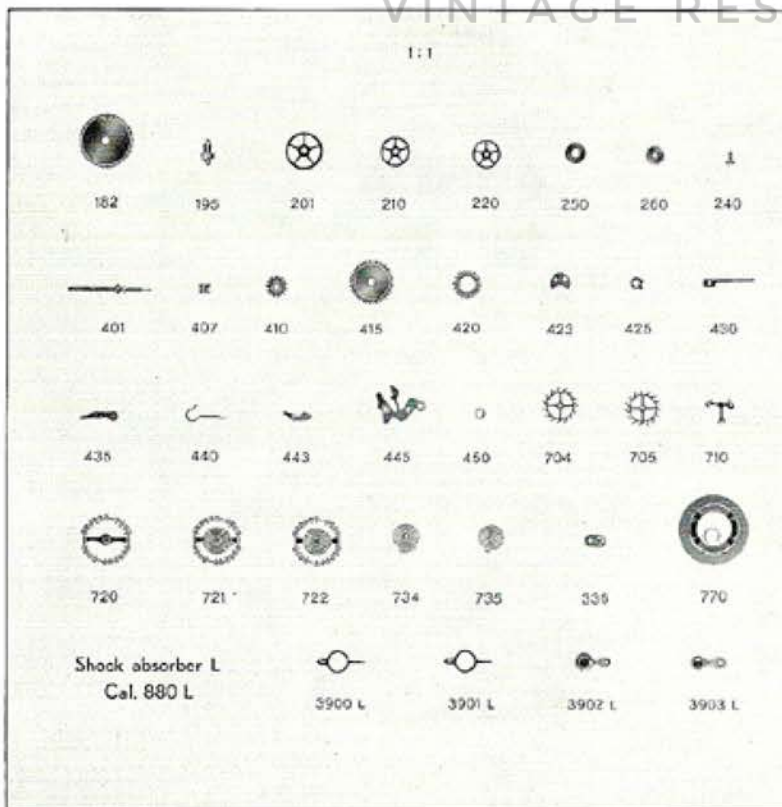 VINTAGE RES
1:1
182 195 201 210 220 250 260 240
401 407 410 415 420 423 425 430
435 440 443 445 450 704 705 710
720 721 722 734 735 336 770
Shock absorber L
Cal. 880 L
3900 L 3901 L 3902 L 3903 L